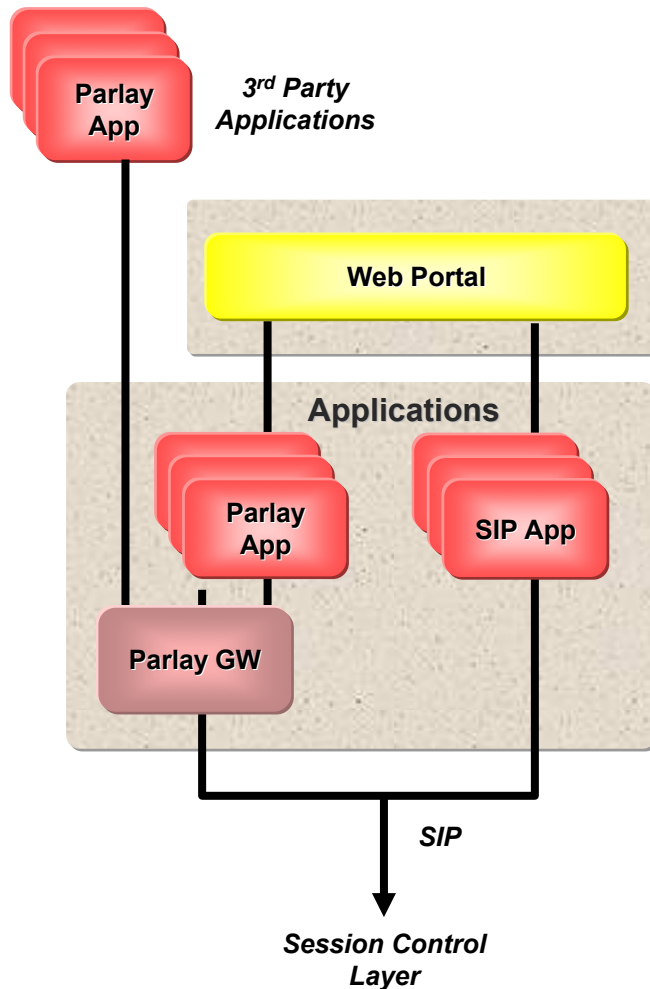 Parlay
App
3rd Party
Applications
Web Portal
Applications
Parlay
App
SIP App
Parlay GW
SIP
Session Control
Layer